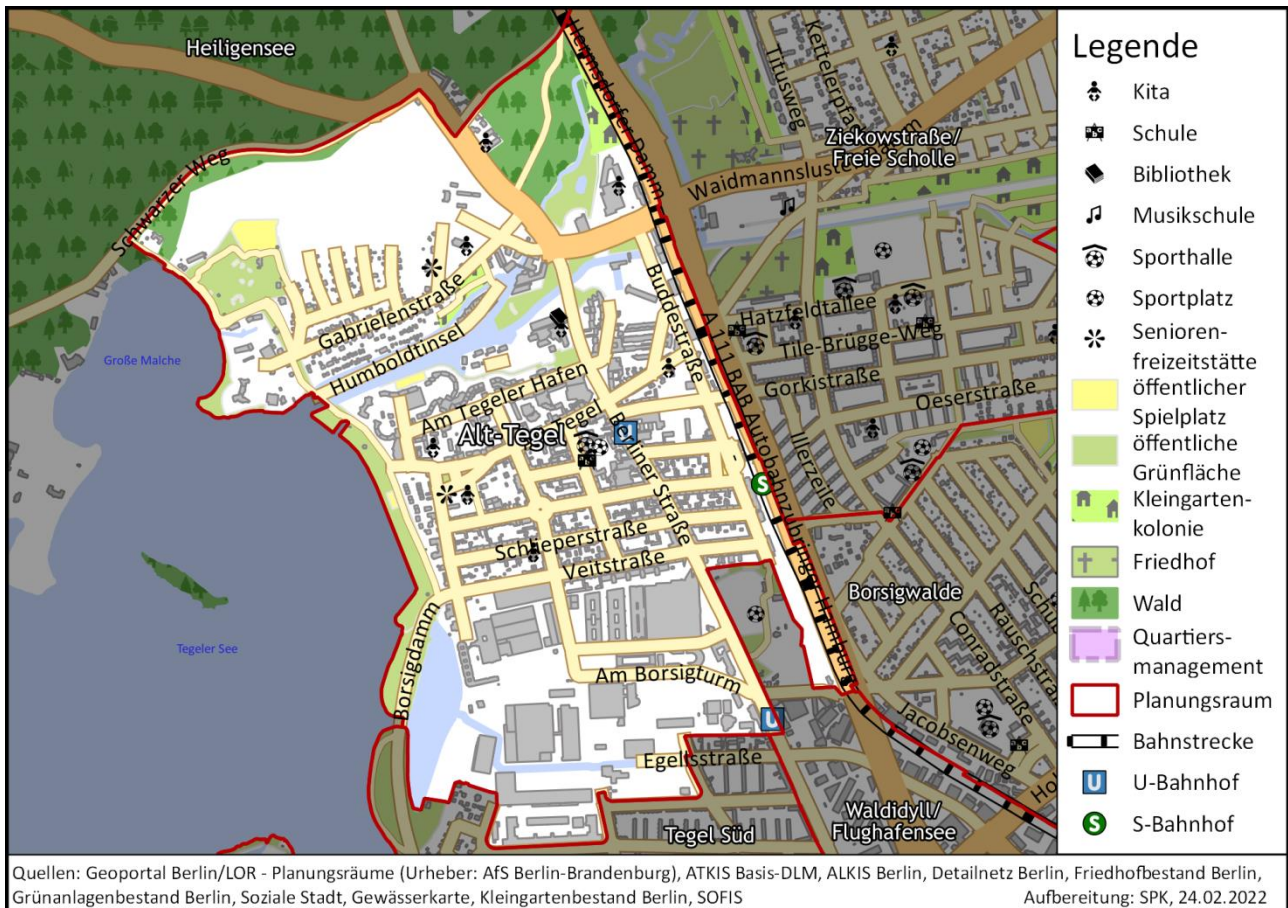 Heiligensee
Hermsdorfer Damm
Titusweg
Ziekowstraße/
Freie Scholle
Schwarzer Weg
Gabrielenstraße
Humboldtinsel
Große Malche
Buddestraße
Hatzfeldtallee
Tile-Brügge-Weg
Gorkistraße
Oeserstraße
Am Tegeler Hafen
Alt-Tegel
Tegel
Berliner Straße
U
S
Illerzeile
A 111 BAB Autobahnzubringer Hamburg
Schlieperstraße
Veitstraße
Borsigwalde
Tegeler See
Borsigdamm
Conradstraße
Rauschstraße
Am Borsigturm
U
Jacobsenweg
Egellsstraße
Tegel Süd
Waldidyll/
Flughafensee
Legende
Kita
Schule
Bibliothek
Musikschule
Sporthalle
Sportplatz
Senioren-
freizeitstätte
öffentlicher
Spielplatz
öffentliche
Grünfläche
Kleingarten-
kolonie
Friedhof
Wald
Quartiers-
management
Planungsraum
Bahnstrecke
U U-Bahnhof
S S-Bahnhof
Quellen: Geoportal Berlin/LOR - Planungsräume (Urheber: AfS Berlin-Brandenburg), ATKIS Basis-DLM, ALKIS Berlin, Detailnetz Berlin, Friedhofbestand Berlin,
Grünanlagenbestand Berlin, Soziale Stadt, Gewässerkarte, Kleingartenbestand Berlin, SOFIS
Aufbereitung: SPK, 24.02.2022